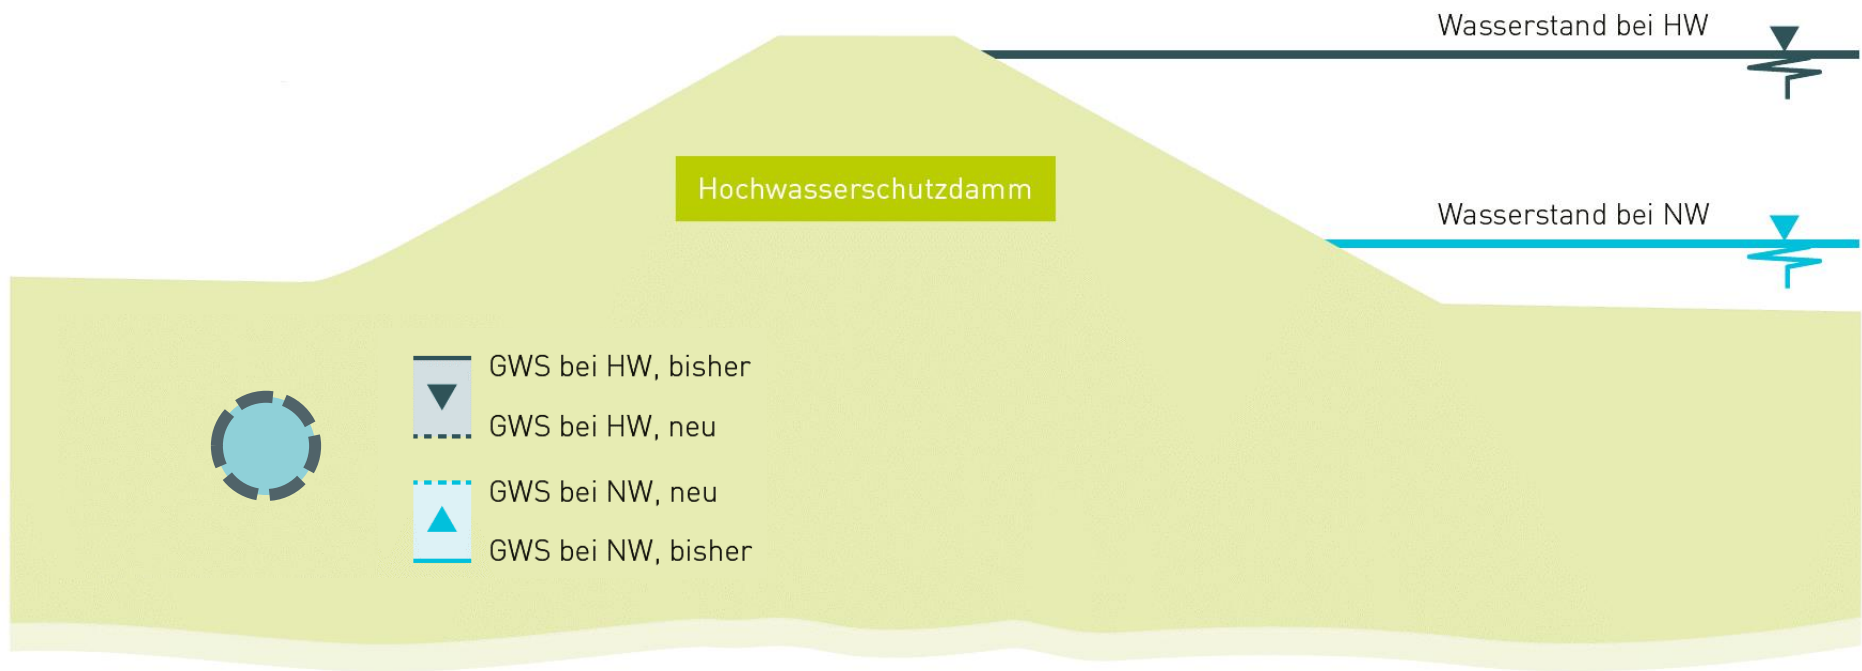 Wasserstand bei HW
Hochwasserschutzdamm
Wasserstand bei NW
GWS bei HW, bisher
GWS bei HW, neu
GWS bei NW, neu
GWS bei NW, bisher